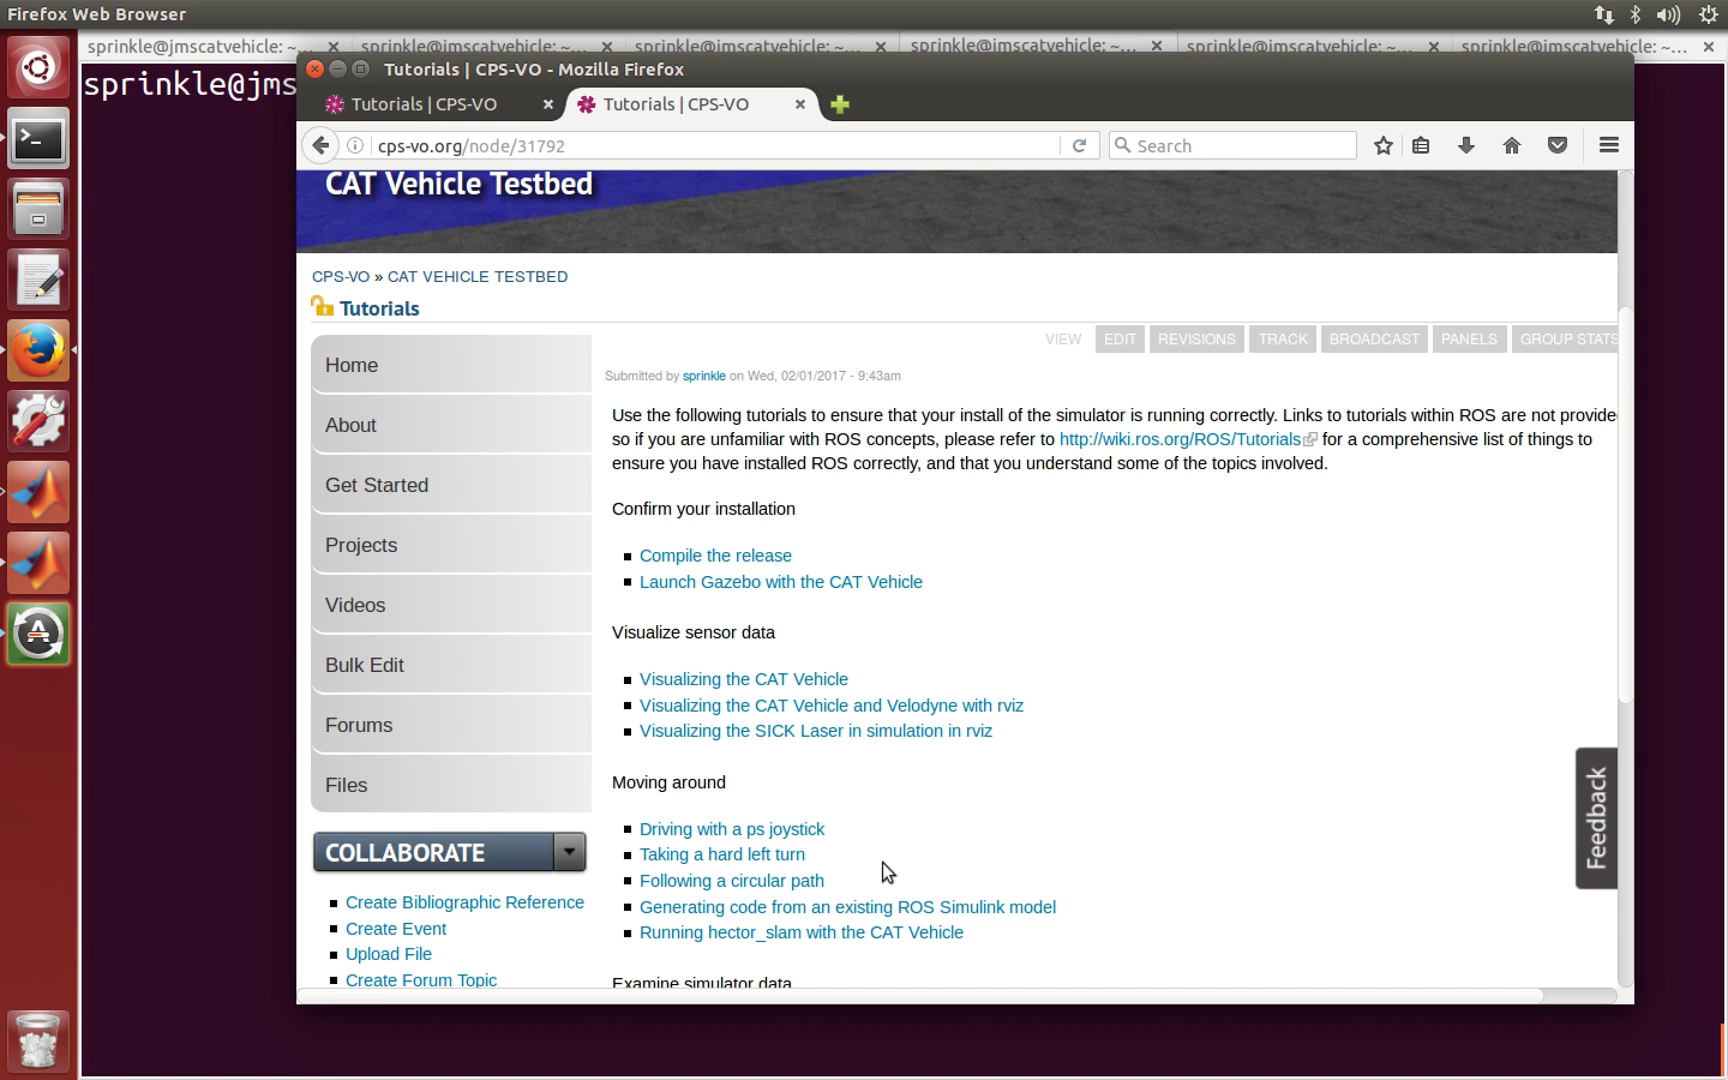 Firefox Web Browser
sprinkle@jmscatvehicle: ~... sprinkle@jmscatvehicle: ~... sprinkle@jmscatvehicle: ~... sprinkle@jmscatvehicle: ~... sprinkle@jmscatvehicle: ~... sprinkle@jmscatvehicle: ~...
sprinkle@jms
Tutorials | CPS-VO - Mozilla Firefox
Tutorials | CPS-VO
Tutorials | CPS-VO
cps-vo.org/node/31792
Search
CAT Vehicle Testbed
CPS-VO » CAT VEHICLE TESTBED
Tutorials
VIEW EDIT REVISIONS TRACK BROADCAST PANELS GROUP STATS
Home
About
Get Started
Projects
Videos
Bulk Edit
Forums
Files
COLLABORATE
Create Bibliographic Reference
Create Event
Upload File
Create Forum Topic
Submitted by sprinkle on Wed, 02/01/2017 - 9:43am
Use the following tutorials to ensure that your install of the simulator is running correctly. Links to tutorials within ROS are not provide
so if you are unfamiliar with ROS concepts, please refer to http://wiki.ros.org/ROS/Tutorials for a comprehensive list of things to
ensure you have installed ROS correctly, and that you understand some of the topics involved.
Confirm your installation
Compile the release
Launch Gazebo with the CAT Vehicle
Visualize sensor data
Visualizing the CAT Vehicle
Visualizing the CAT Vehicle and Velodyne with rviz
Visualizing the SICK Laser in simulation in rviz
Moving around
Driving with a ps joystick
Taking a hard left turn
Following a circular path
Generating code from an existing ROS Simulink model
Running hector_slam with the CAT Vehicle
Examine simulator data
Feedback